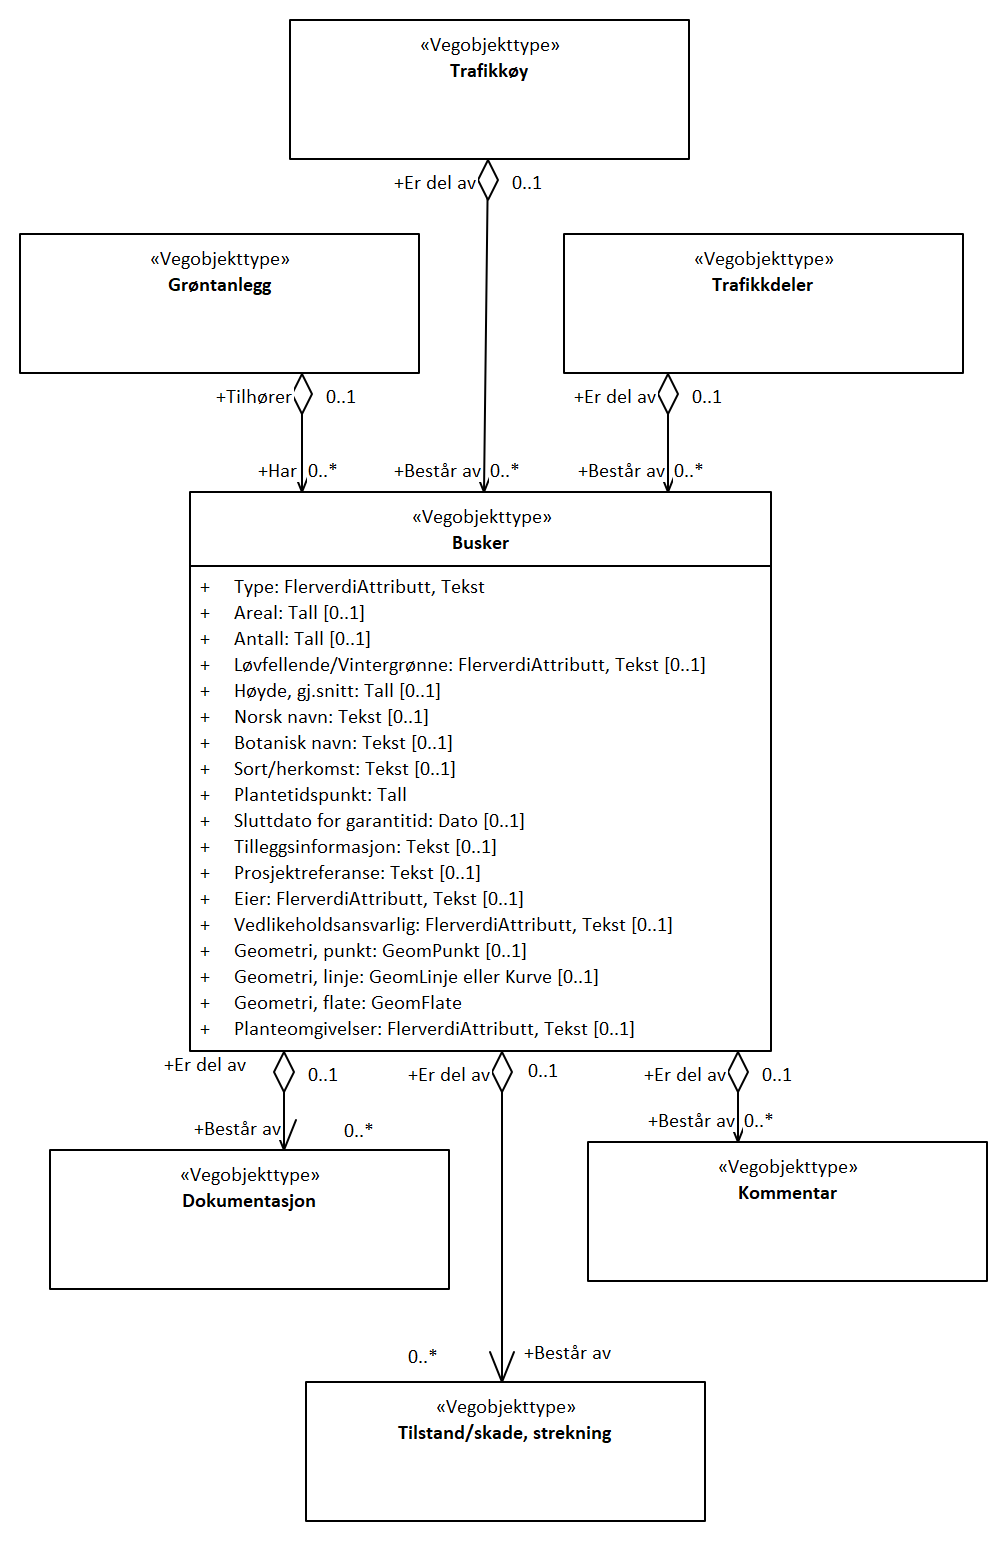 «Vegobjekttype»
Trafikkøy
+Er del av
0..1
«Vegobjekttype»
Grøntanlegg
«Vegobjekttype»
Trafikkdeler
+Tilhører
0..1
+Er del av
0..1
+Har
0..*
+Består av
0..*
+Består av
0..*
«Vegobjekttype»
Busker
+ Type: FlerverdiAttributt, Tekst
+ Areal: Tall [0..1]
+ Antall: Tall [0..1]
+ Løvfellende/Vintergrønne: FlerverdiAttributt, Tekst [0..1]
+ Høyde, gj.snitt: Tall [0..1]
+ Norsk navn: Tekst [0..1]
+ Botanisk navn: Tekst [0..1]
+ Sort/herkomst: Tekst [0..1]
+ Plantetidspunkt: Tall
+ Sluttdato for garantitid: Dato [0..1]
+ Tilleggsinformasjon: Tekst [0..1]
+ Prosjektreferanse: Tekst [0..1]
+ Eier: FlerverdiAttributt, Tekst [0..1]
+ Vedlikeholdsansvarlig: FlerverdiAttributt, Tekst [0..1]
+ Geometri, punkt: GeomPunkt [0..1]
+ Geometri, linje: GeomLinje eller Kurve [0..1]
+ Geometri, flate: GeomFlate
+ Planteomgivelser: FlerverdiAttributt, Tekst [0..1]
+Er del av
0..1
+Er del av
0..1
+Er del av
0..1
+Består av
0..*
+Består av
0..*
«Vegobjekttype»
Dokumentasjon
«Vegobjekttype»
Kommentar
0..*
+Består av
«Vegobjekttype»
Tilstand/skade, strekning